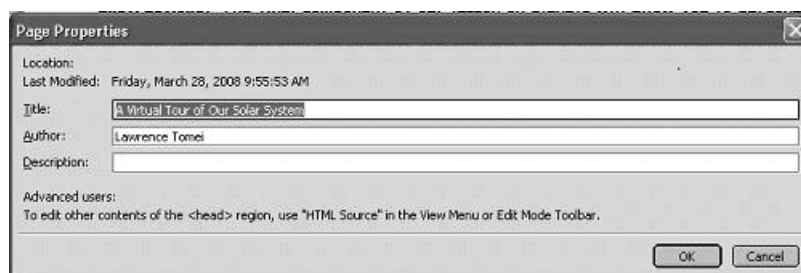 Page Properties
Location:
Last Modified: Friday, March 28, 2008 9:55:53 AM
Title: A Virtual Tour of Our Solar System
Author: Lawrence Tomei
Description:
Advanced users:
To edit other contents of the <head> region, use "HTML Source" in the View Menu or Edit Mode Toolbar.
OK Cancel